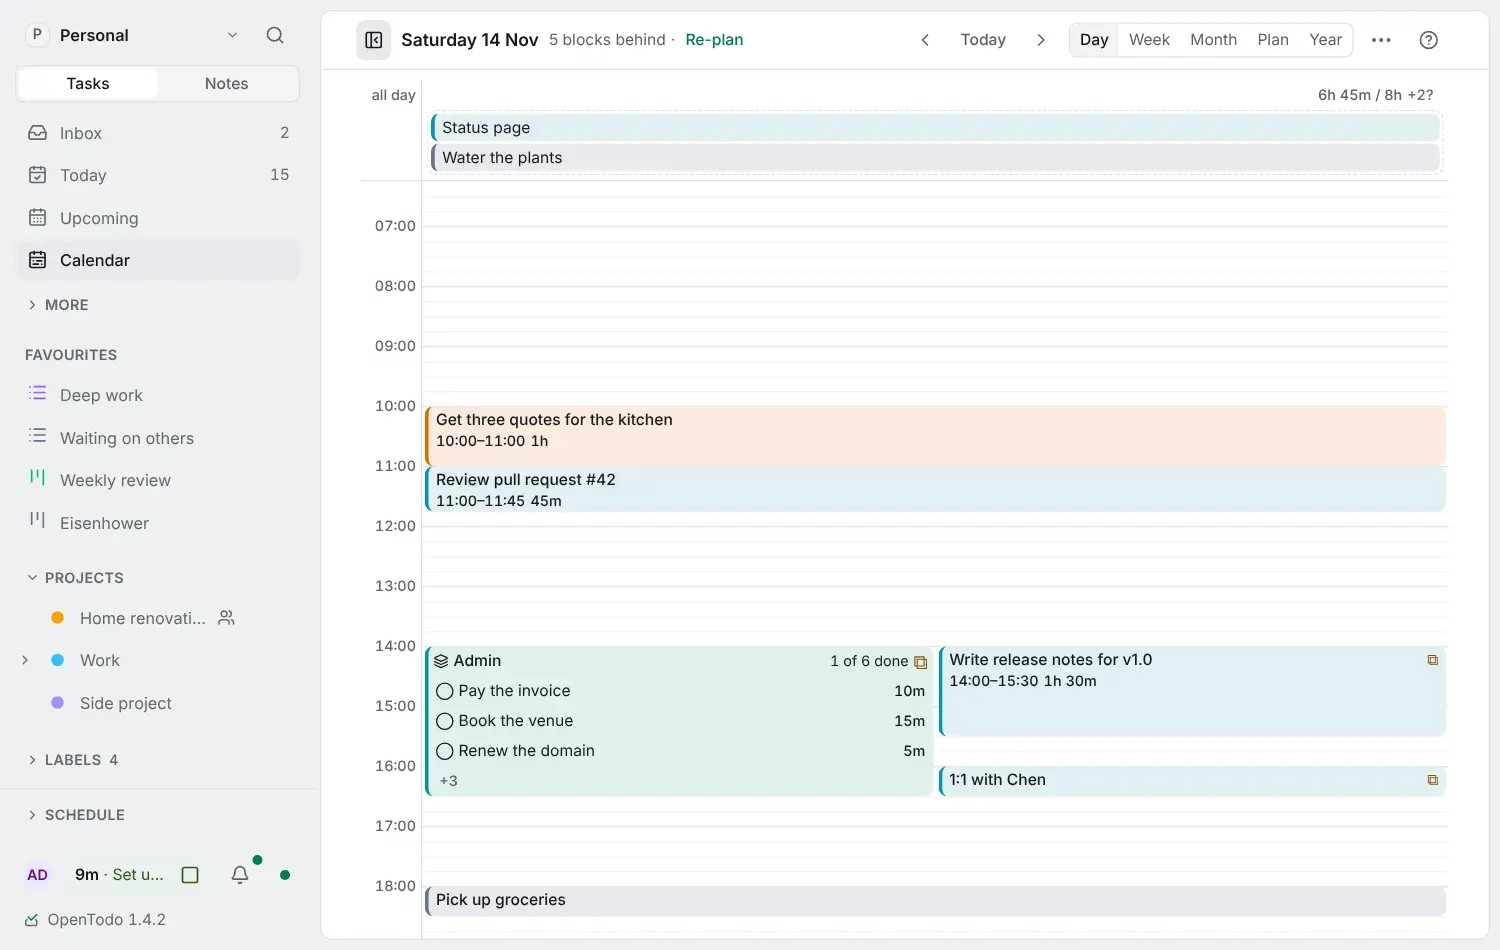 P Personal
Tasks Notes
Inbox 2
Today 15
Upcoming
Calendar
MORE
FAVOURITES
Deep work
Waiting on others
Weekly review
Eisenhower
PROJECTS
Home renovati...
Work
Side project
LABELS 4
SCHEDULE
AD 9m · Set u...
OpenTodo 1.4.2
Saturday 14 Nov 5 blocks behind · Re-plan
Today
Day Week Month Plan Year
all day 6h 45m / 8h +2?
Status page
Water the plants
07:00
08:00
09:00
10:00
Get three quotes for the kitchen
10:00–11:00 1h
11:00
Review pull request #42
11:00–11:45 45m
12:00
13:00
14:00
Admin 1 of 6 done
Pay the invoice 10m
Book the venue 15m
Renew the domain 5m
+3
Write release notes for v1.0
14:00–15:30 1h 30m
15:00
16:00
1:1 with Chen
17:00
18:00
Pick up groceries